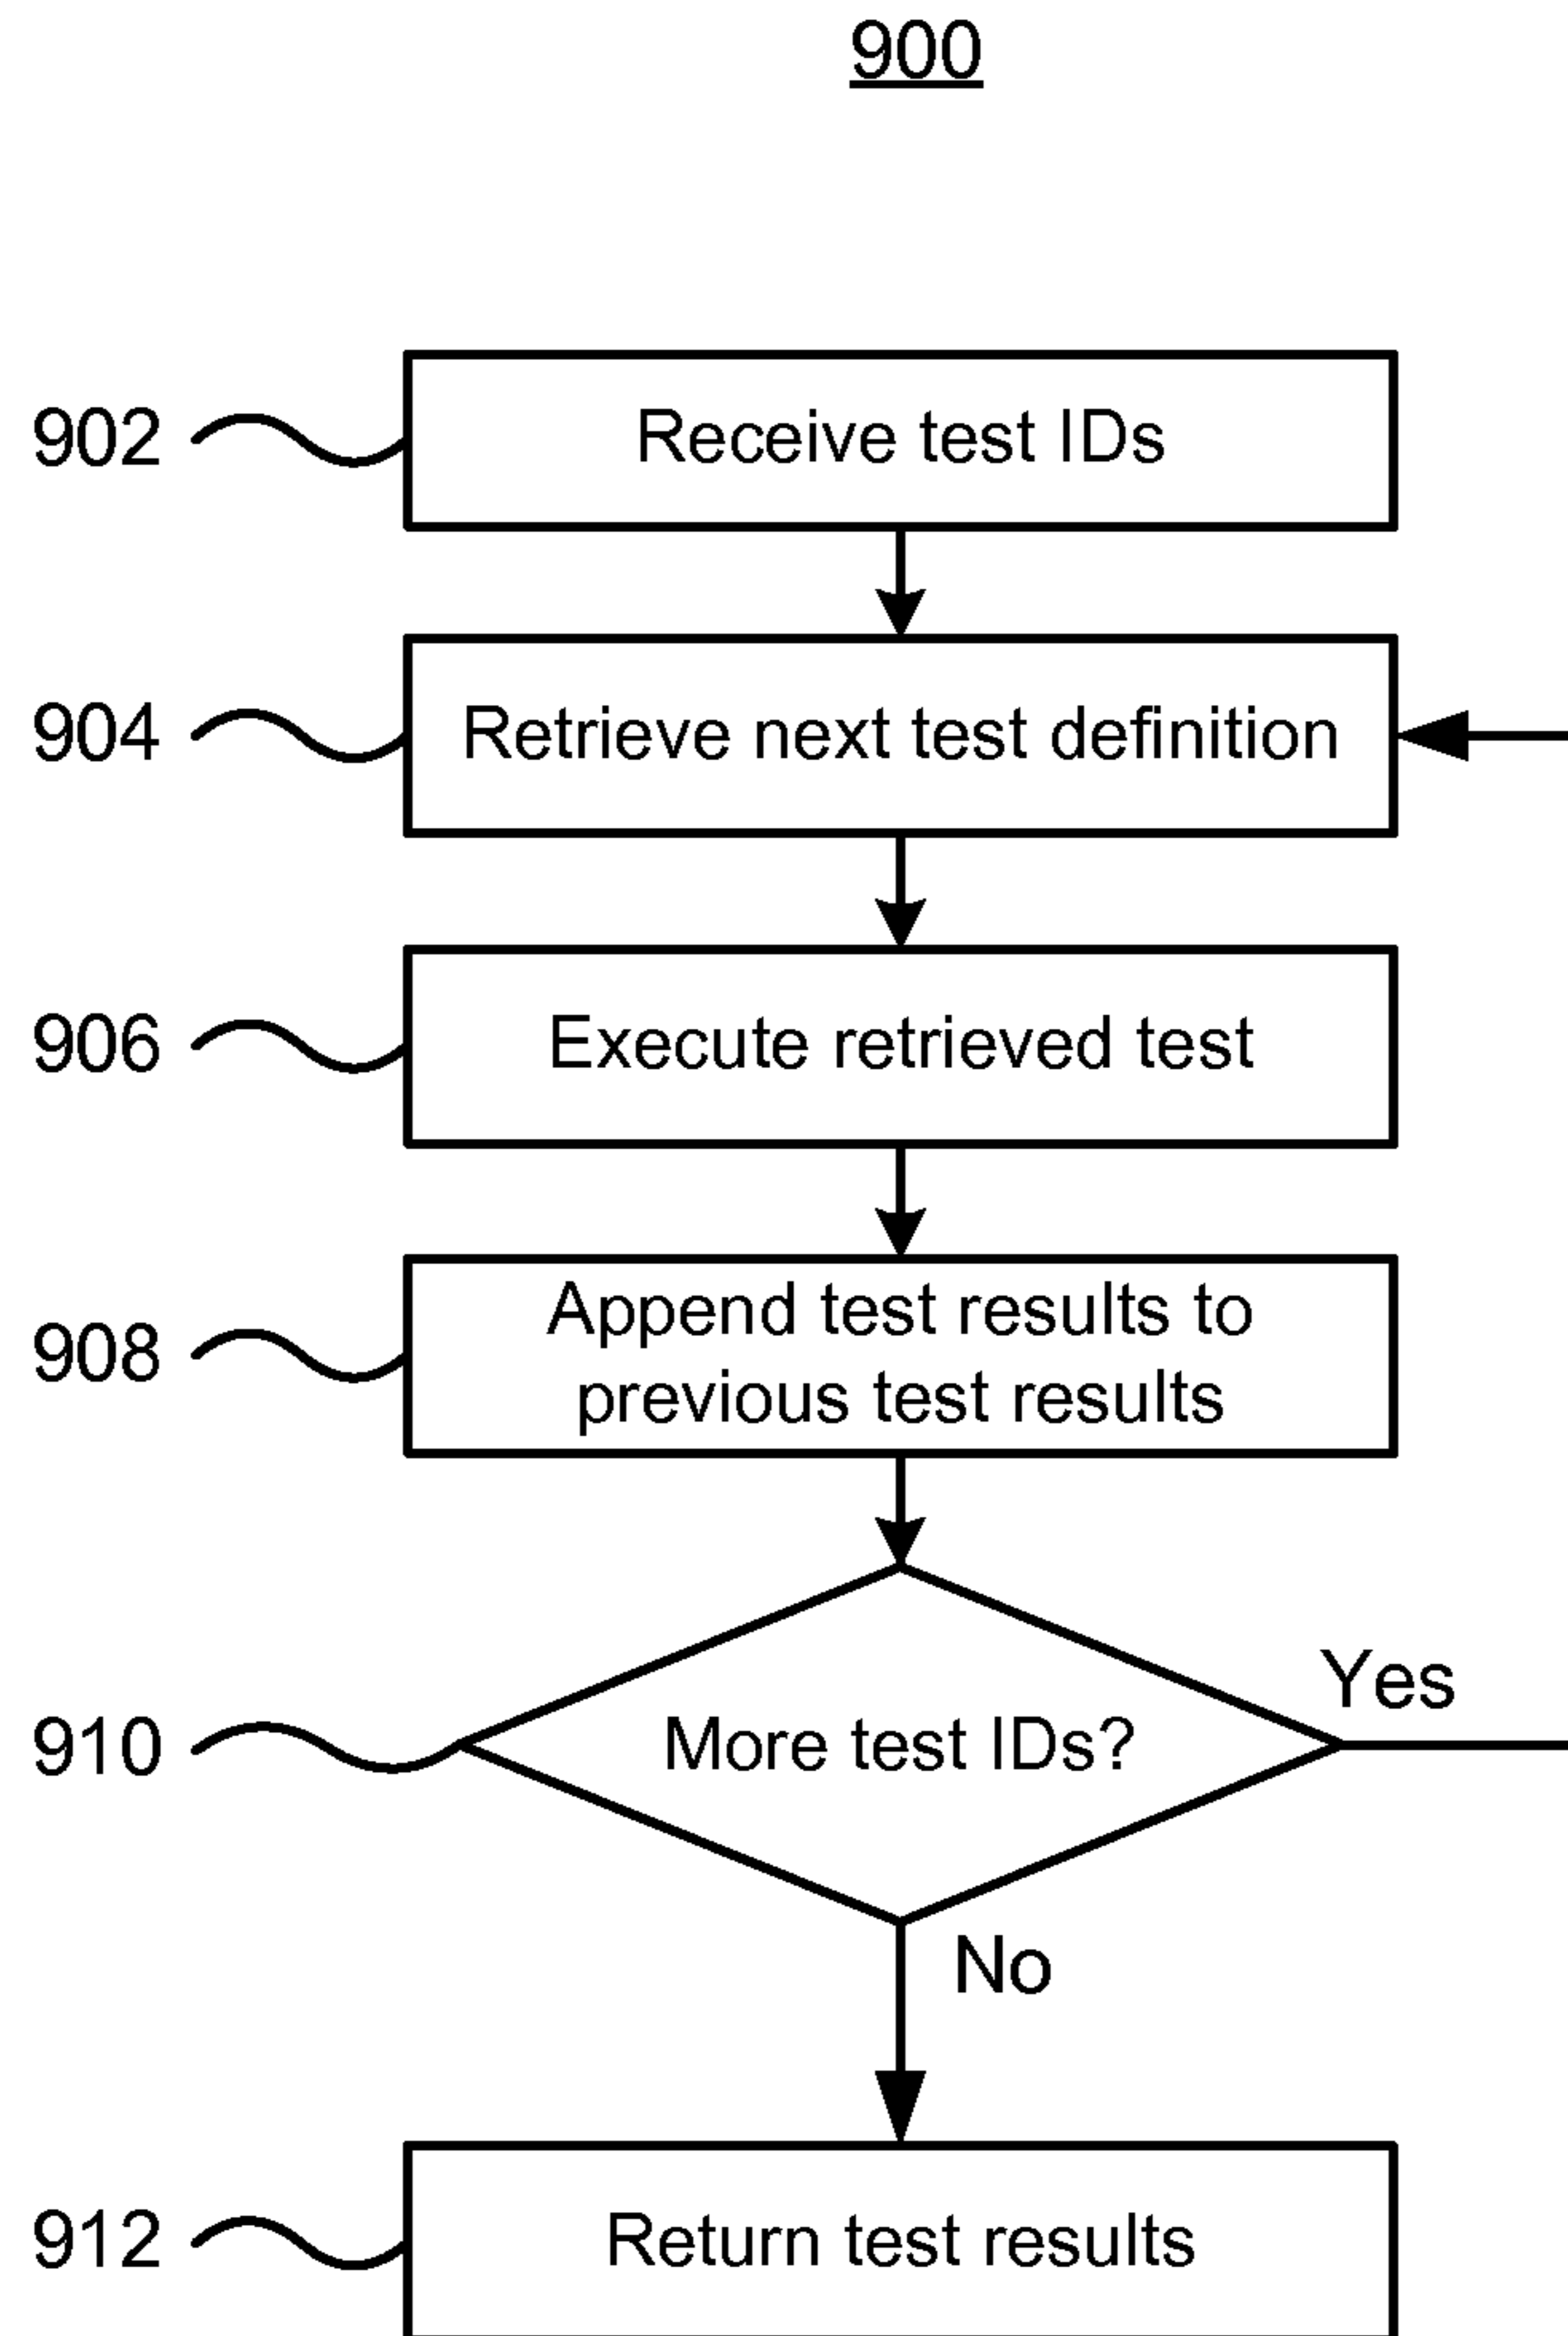 900
902
Receive test IDs
904
Retrieve next test definition
906
Execute retrieved test
908
Append test results to
previous test results
910
More test IDs?
Yes
No
912
Return test results